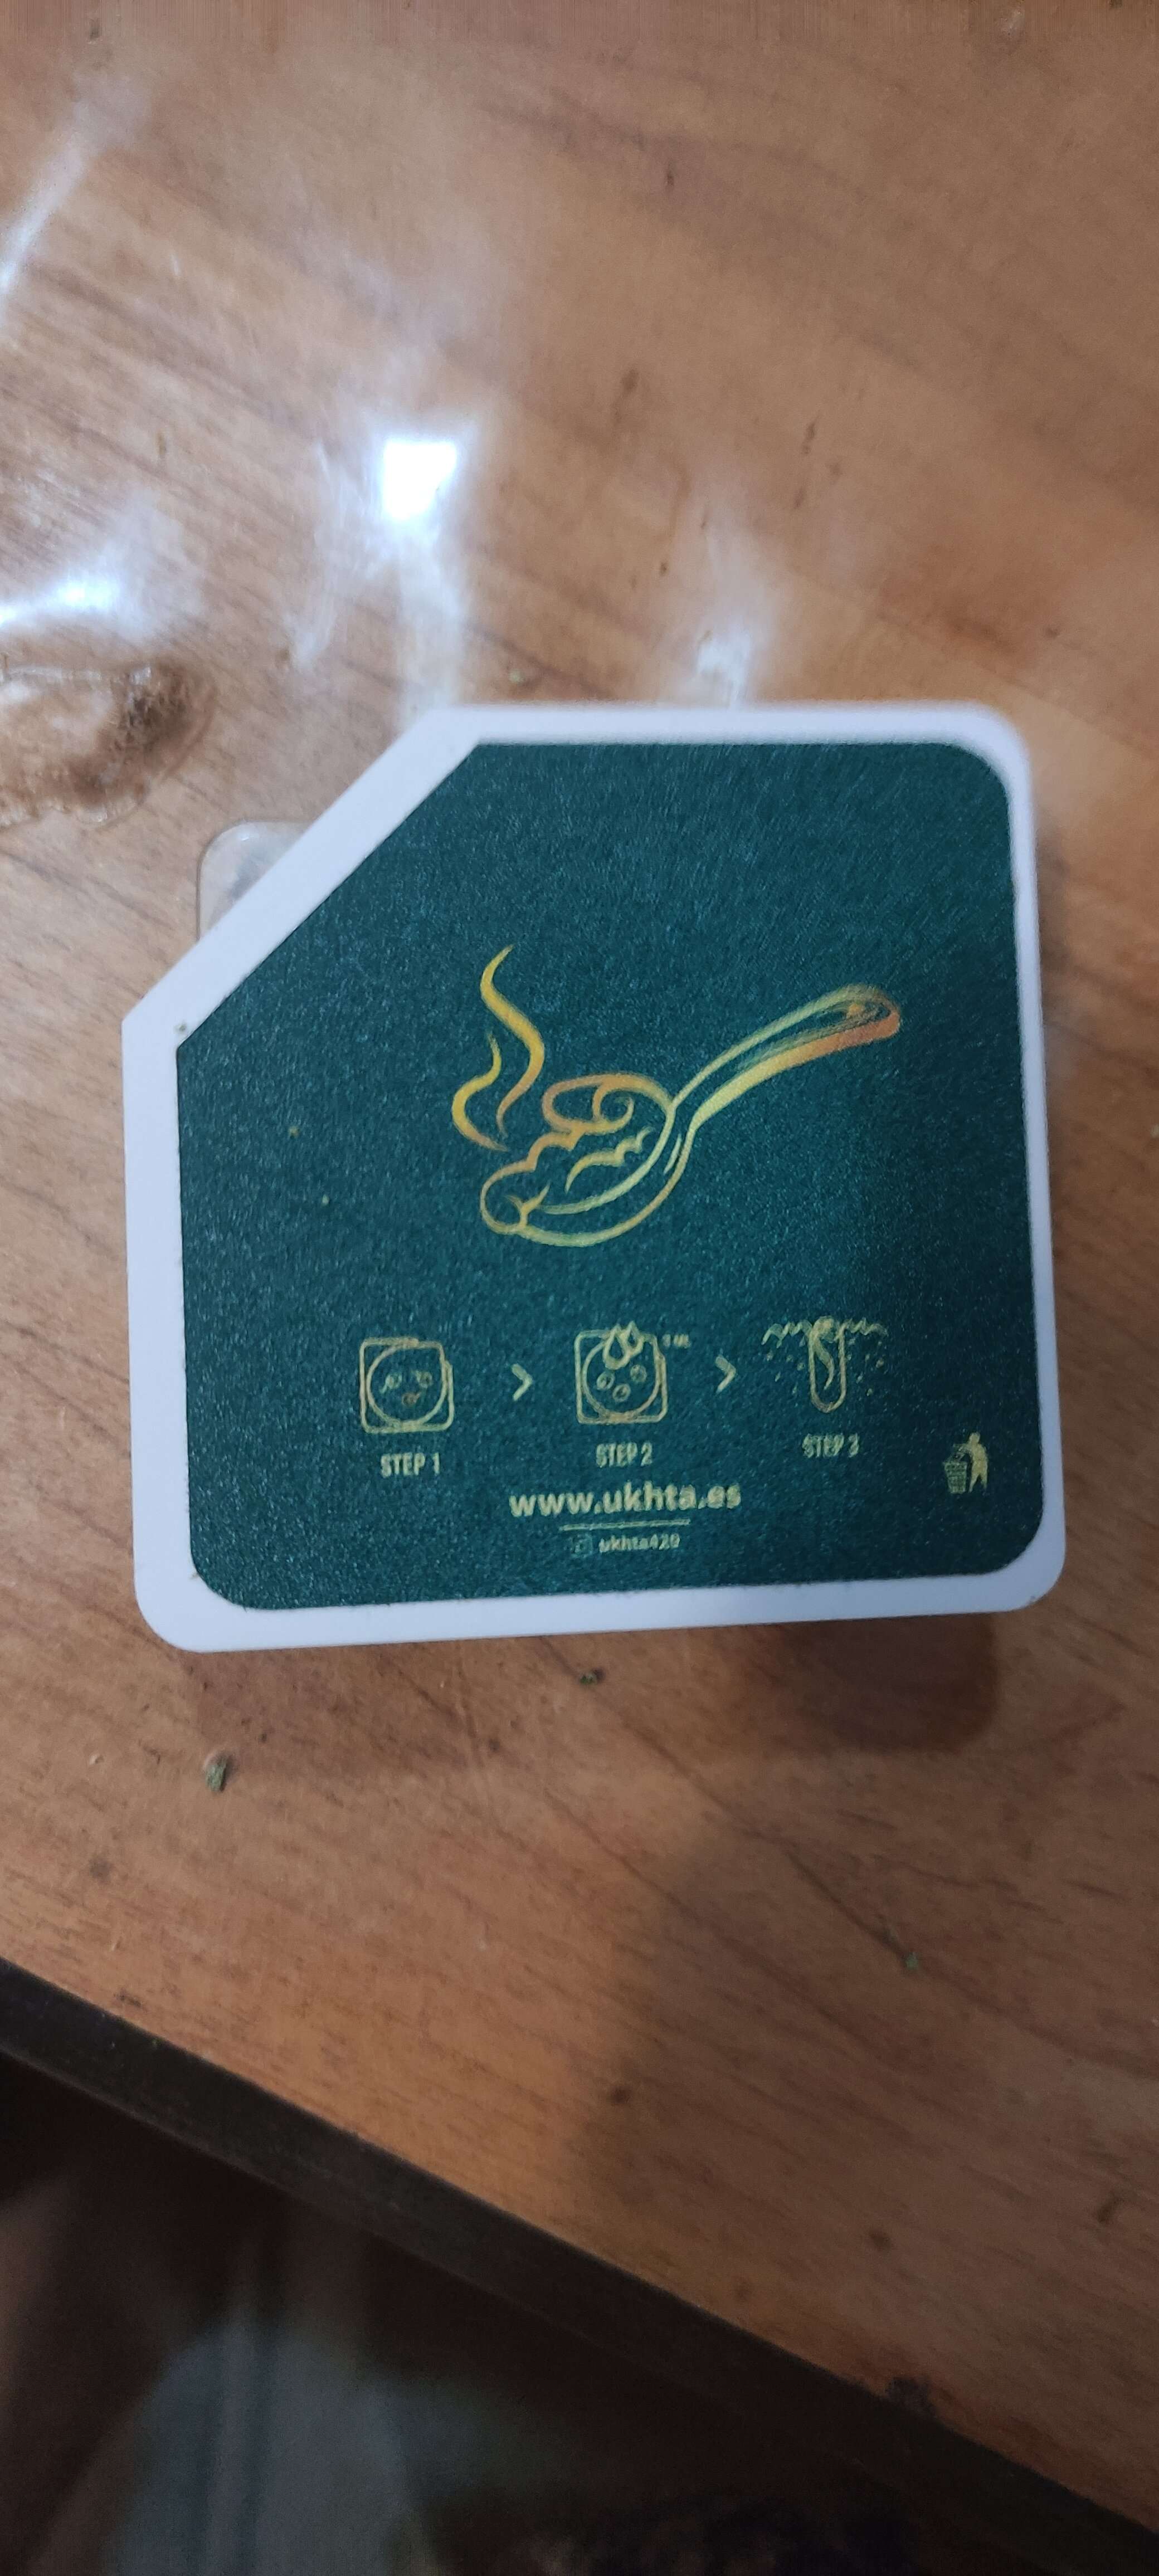 STEP 1
STEP 2
STEP 3
www.ukhta.es
ukhta420